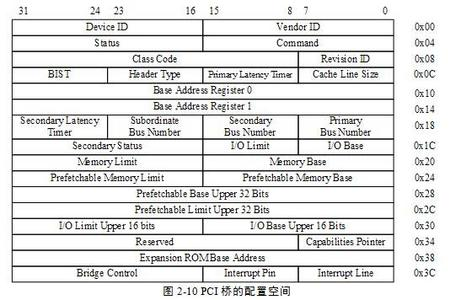 31 24 23 16 15 8 7 0
Device ID Vendor ID 0x00
Status Command 0x04
Class Code Revision ID 0x08
BIST Header Type Primary Latency Timer Cache Line Size 0x0C
Base Address Register 0 0x10
Base Address Register 1 0x14
Secondary Latency Timer Subordinate Bus Number Secondary Bus Number Primary Bus Number 0x18
Secondary Status I/O Limit I/O Base 0x1C
Memory Limit Memory Base 0x20
Prefetchable Memory Limit Prefetchable Memory Base 0x24
Prefetchable Base Upper 32 Bits 0x28
Prefetchable Limit Upper 32 Bits 0x2C
I/O Limit Upper 16 bits I/O Base Upper 16 bits 0x30
Reserved Capabilities Pointer 0x34
Expansion ROM Base Address 0x38
Bridge Control Interrupt Pin Interrupt Line 0x3C
图 2-10 PCI 桥的配置空间